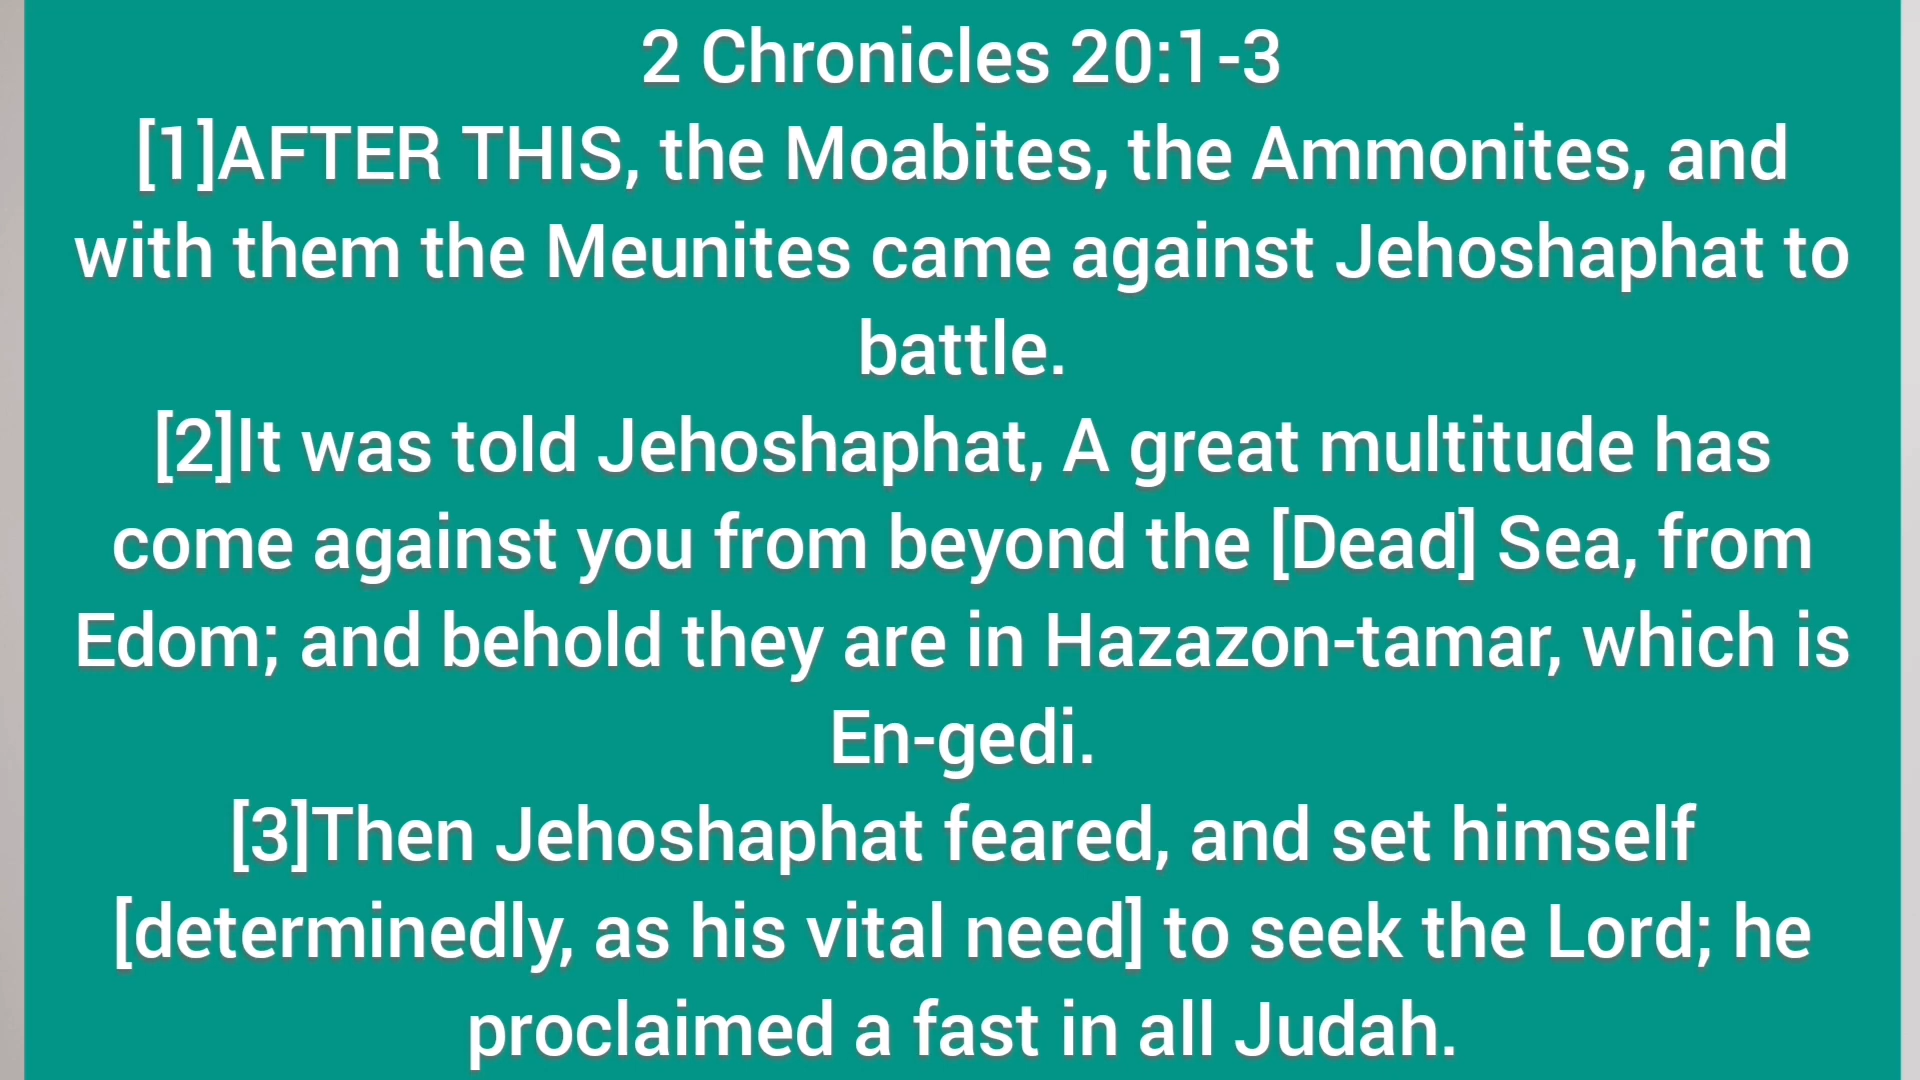 2 Chronicles 20:1-3
[1]AFTER THIS, the Moabites, the Ammonites, and
with them the Meunites came against Jehoshaphat to
battle.
[2]It was told Jehoshaphat, A great multitude has
come against you from beyond the [Dead] Sea, from
Edom; and behold they are in Hazazon-tamar, which is
En-gedi.
[3]Then Jehoshaphat feared, and set himself
[determinedly, as his vital need] to seek the Lord; he
proclaimed a fast in all Judah.